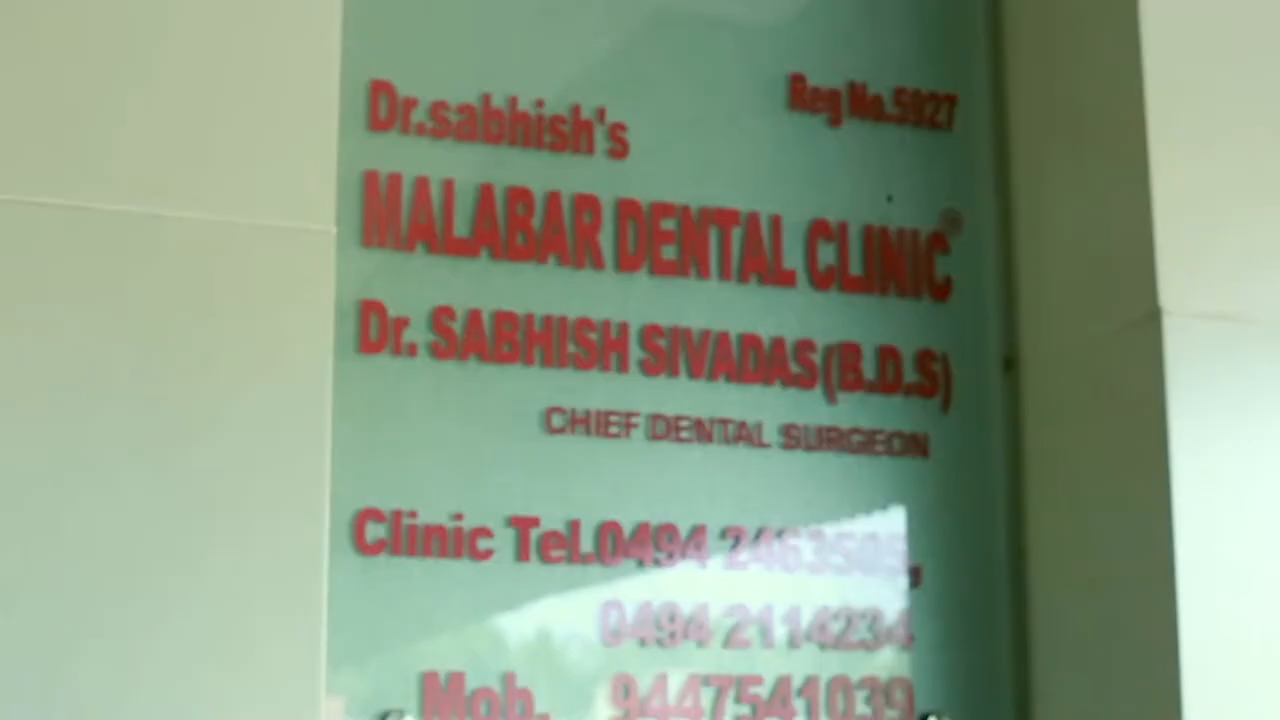 Reg No.5927
Dr.sabhish's
MALABAR DENTAL CLINIC
Dr. SABHISH SIVADAS (B.D.S)
CHIEF DENTAL SURGEON
Clinic Tel.0494
0494 2114234
Mob. 9447541039